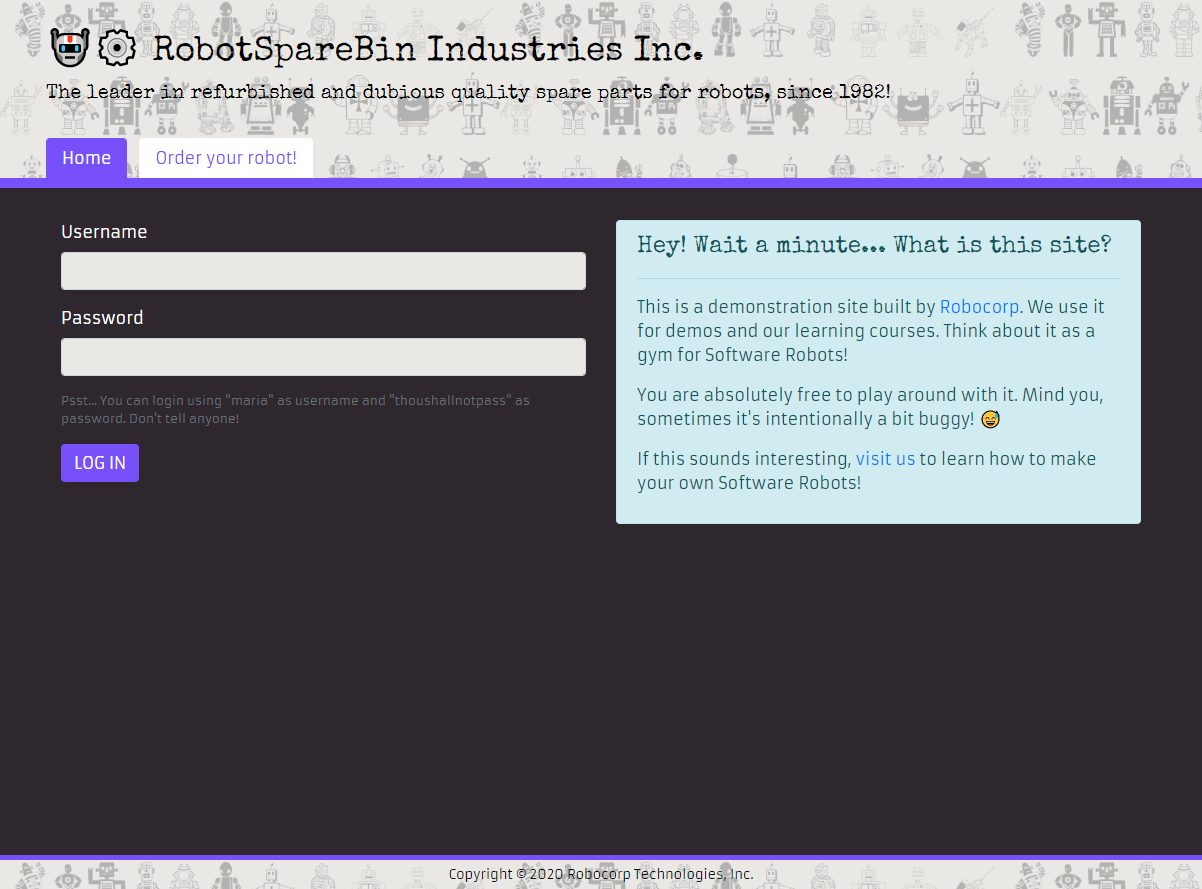 RobotSpareBin Industries Inc.
The leader in refurbished and dubious quality spare parts for robots, since 1982!
Home
Order your robot!
Username
Password
Psst... You can login using "maria" as username and "thoushallnotpass" as
password. Don't tell anyone!
LOG IN
Hey! Wait a minute... What is this site?
This is a demonstration site built by Robocorp. We use it
for demos and our learning courses. Think about it as a
gym for Software Robots!
You are absolutely free to play around with it. Mind you,
sometimes it's intentionally a bit buggy! 😅
If this sounds interesting, visit us to learn how to make
your own Software Robots!
Copyright © 2020 Robocorp Technologies, Inc.